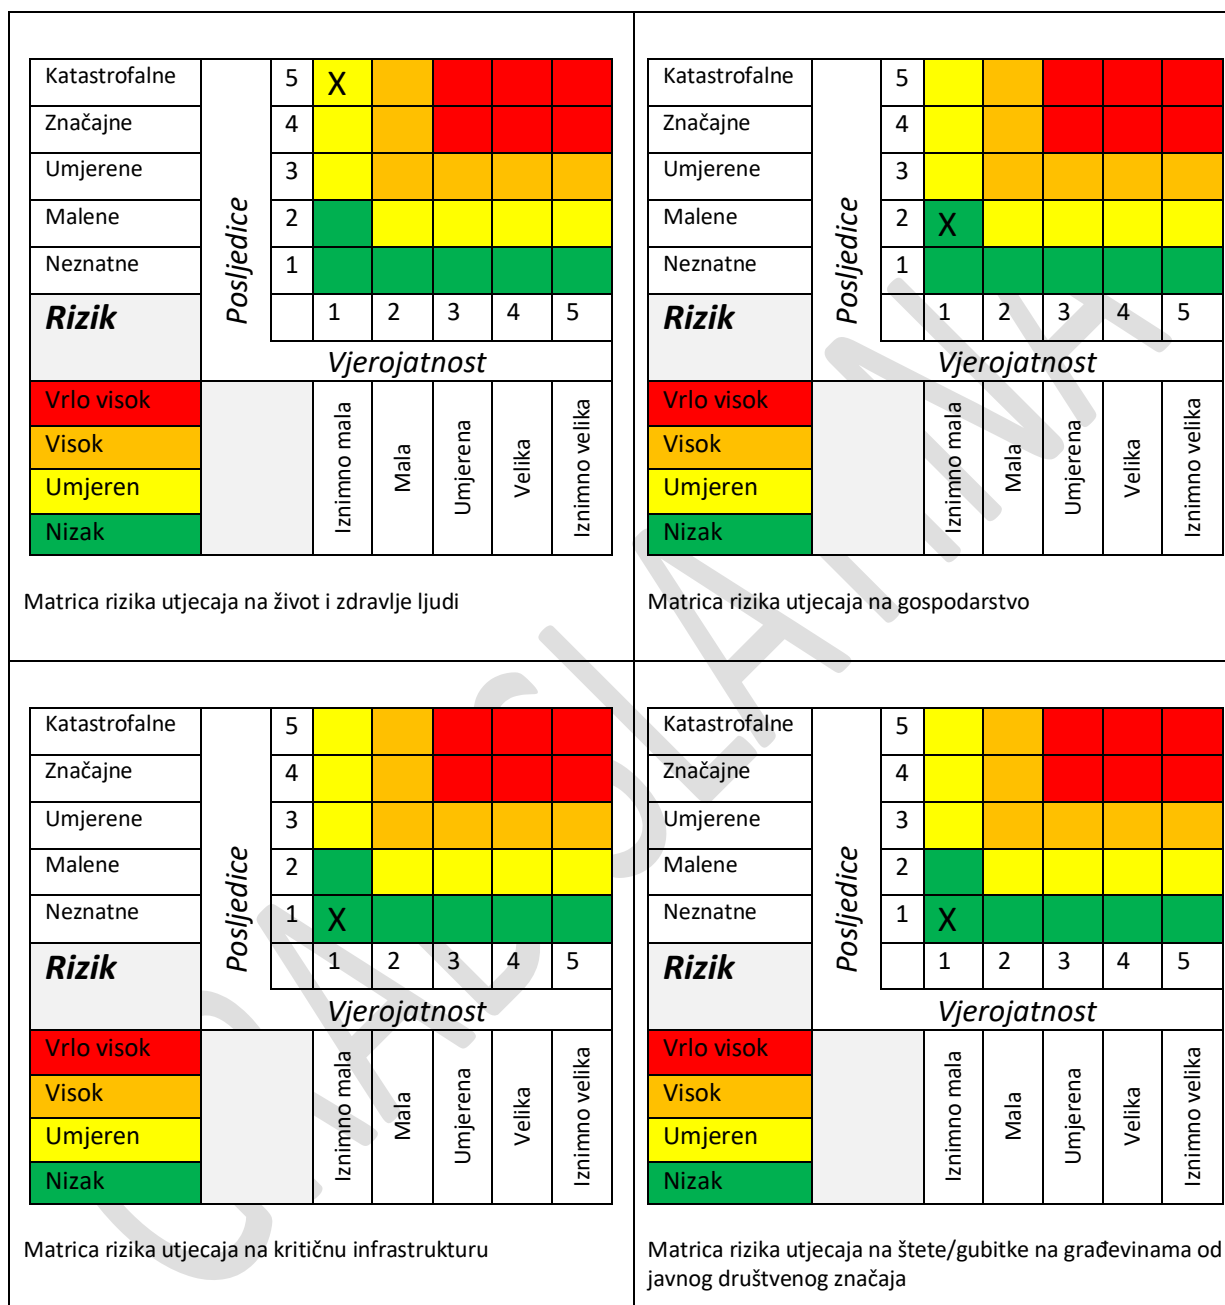 Katastrofalne 5 X
Značajne 4
Umjerene 3
Malene 2
Neznatne 1
Posljedice
Rizik 1 2 3 4 5
Vjerojatnost
Vrlo visok
Visok
Umjeren
Nizak
Iznimno mala
Mala
Umjerena
Velika
Iznimno velika
Matrica rizika utjecaja na život i zdravlje ljudi
Katastrofalne 5
Značajne 4
Umjerene 3
Malene 2 X
Neznatne 1
Posljedice
Rizik 1 2 3 4 5
Vjerojatnost
Vrlo visok
Visok
Umjeren
Nizak
Iznimno mala
Mala
Umjerena
Velika
Iznimno velika
Matrica rizika utjecaja na gospodarstvo
Katastrofalne 5
Značajne 4
Umjerene 3
Malene 2
Neznatne 1 X
Posljedice
Rizik 1 2 3 4 5
Vjerojatnost
Vrlo visok
Visok
Umjeren
Nizak
Iznimno mala
Mala
Umjerena
Velika
Iznimno velika
Matrica rizika utjecaja na kritičnu infrastrukturu
Katastrofalne 5
Značajne 4
Umjerene 3
Malene 2
Neznatne 1 X
Posljedice
Rizik 1 2 3 4 5
Vjerojatnost
Vrlo visok
Visok
Umjeren
Nizak
Iznimno mala
Mala
Umjerena
Velika
Iznimno velika
Matrica rizika utjecaja na štete/gubitke na građevinama od
javnog društvenog značaja